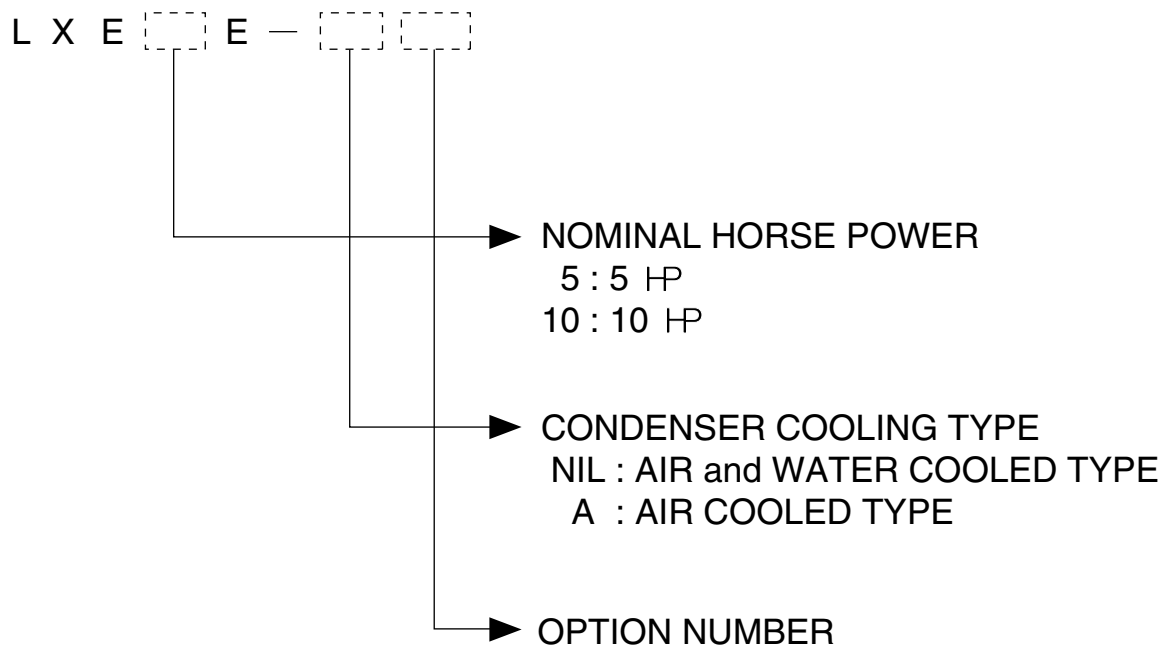 L X E E —
NOMINAL HORSE POWER
5 : 5 HP
10 : 10 HP
CONDENSER COOLING TYPE
NIL : AIR and WATER COOLED TYPE
A : AIR COOLED TYPE
OPTION NUMBER